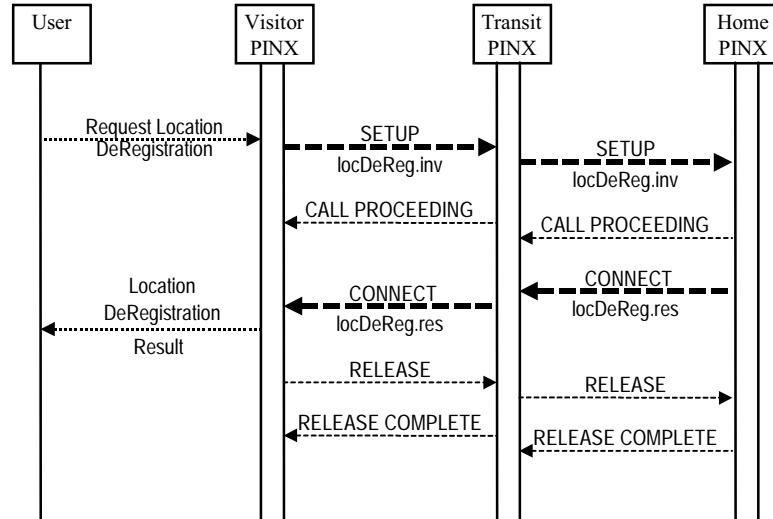 User
Visitor
PINX
Transit
PINX
Home
PINX
Request Location
DeRegistration
SETUP
locDeReg.inv
SETUP
locDeReg.inv
CALL PROCEEDING
CALL PROCEEDING
CONNECT
locDeReg.res
Location
DeRegistration
Result
CONNECT
locDeReg.res
RELEASE
RELEASE
RELEASE COMPLETE
RELEASE COMPLETE